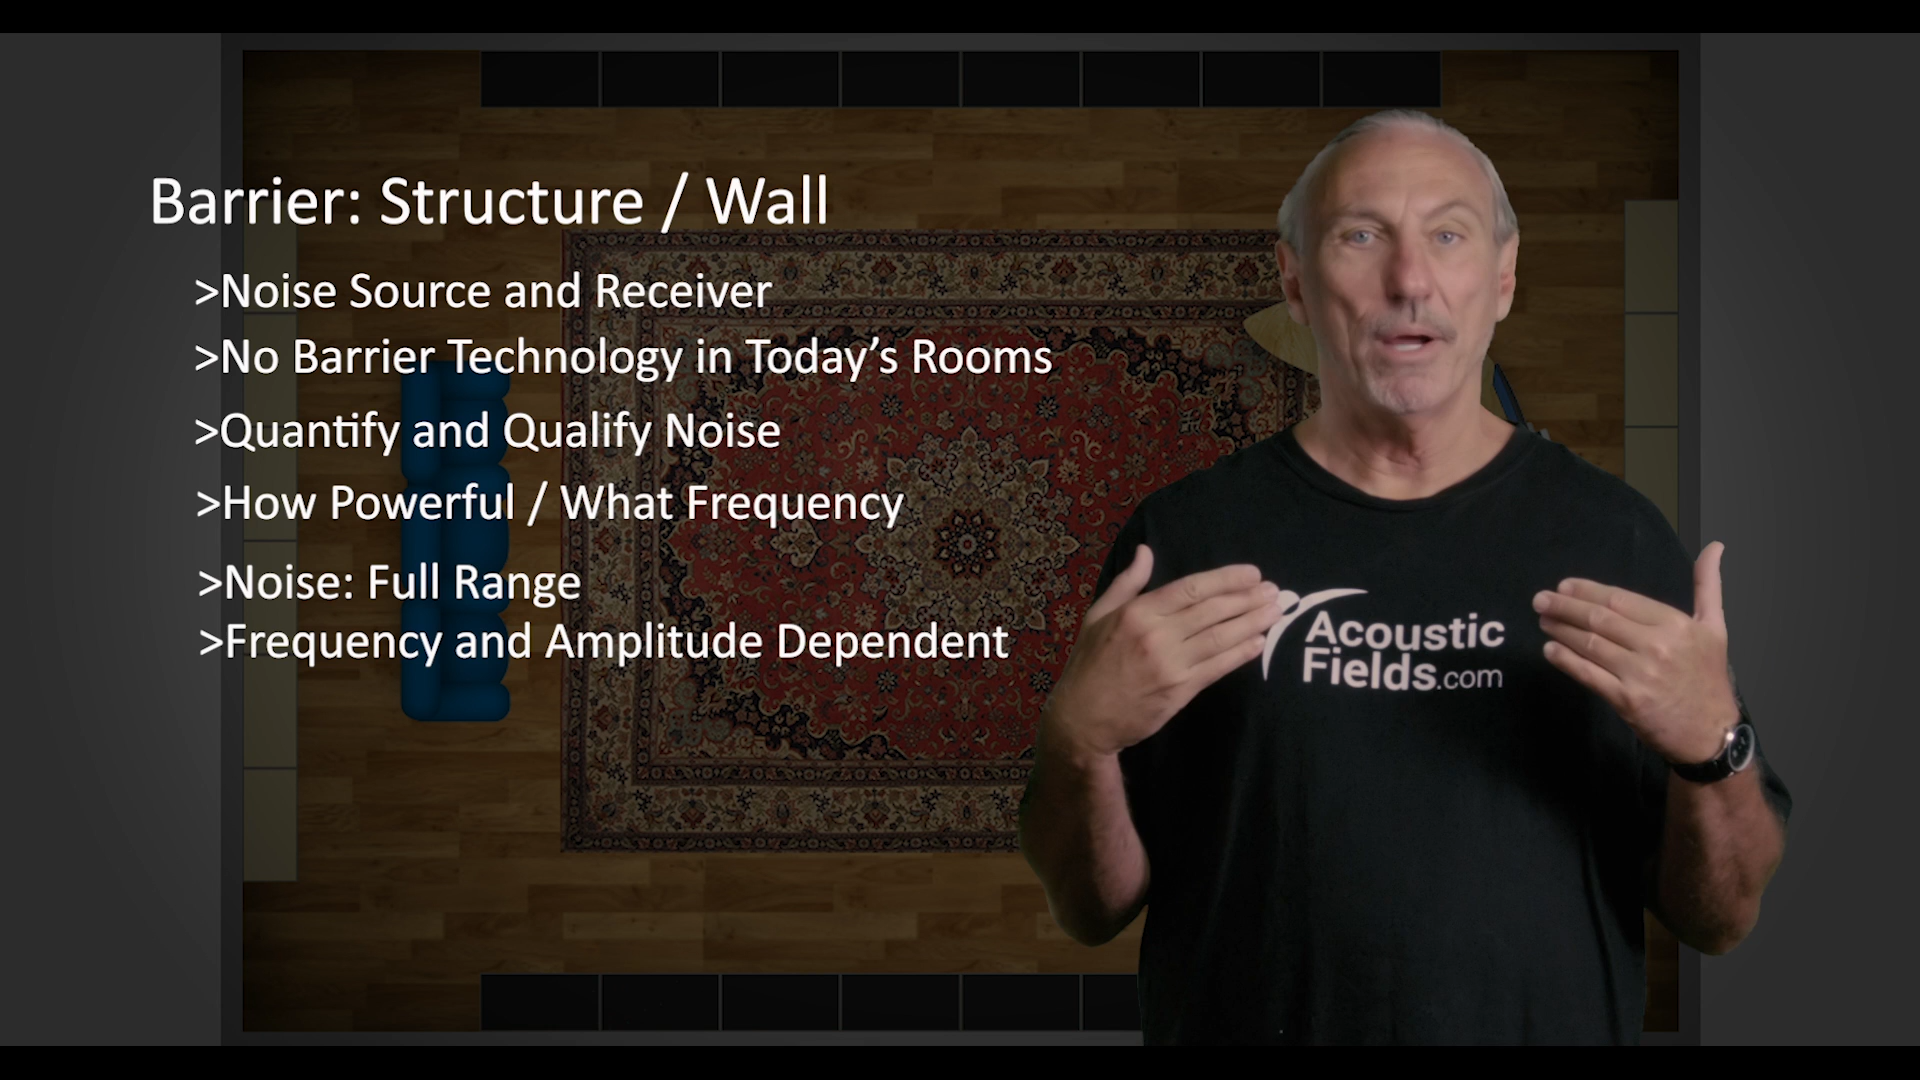 Barrier: Structure / Wall
>Noise Source and Receiver
>No Barrier Technology in Today’s Rooms
>Quantify and Qualify Noise
>How Powerful / What Frequency
>Noise: Full Range
>Frequency and Amplitude Dependent
Acoustic
Fields.com